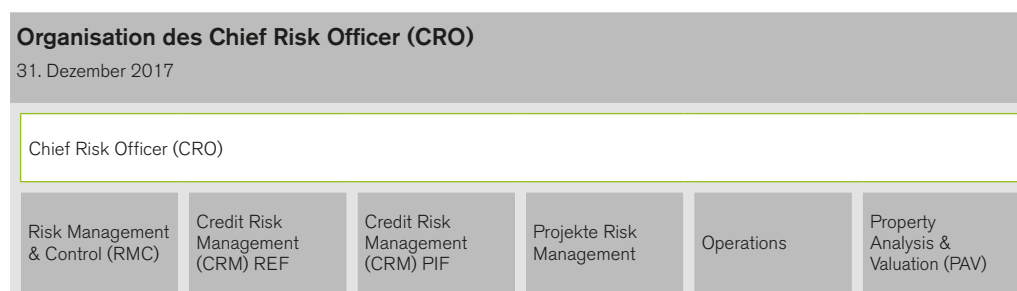 Organisation des Chief Risk Officer (CRO)
31. Dezember 2017
Chief Risk Officer (CRO)
Risk Management
& Control (RMC)
Credit Risk
Management
(CRM) REF
Credit Risk
Management
(CRM) PIF
Projekte Risk
Management
Operations
Property
Analysis &
Valuation (PAV)